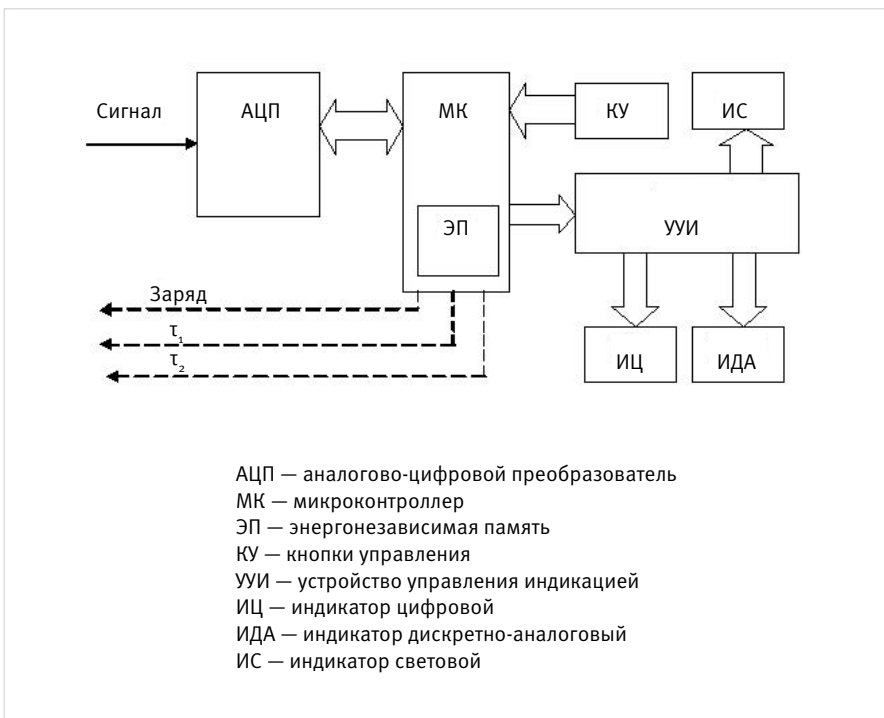 Сигнал
АЦП
МК
КУ
ИС
ЭП
УУИ
Заряд
τ₁
τ₂
ИЦ
ИДА
АЦП — аналогово-цифровой преобразователь
МК — микроконтроллер
ЭП — энергонезависимая память
КУ — кнопки управления
УУИ — устройство управления индикацией
ИЦ — индикатор цифровой
ИДА — индикатор дискретно-аналоговый
ИС — индикатор световой